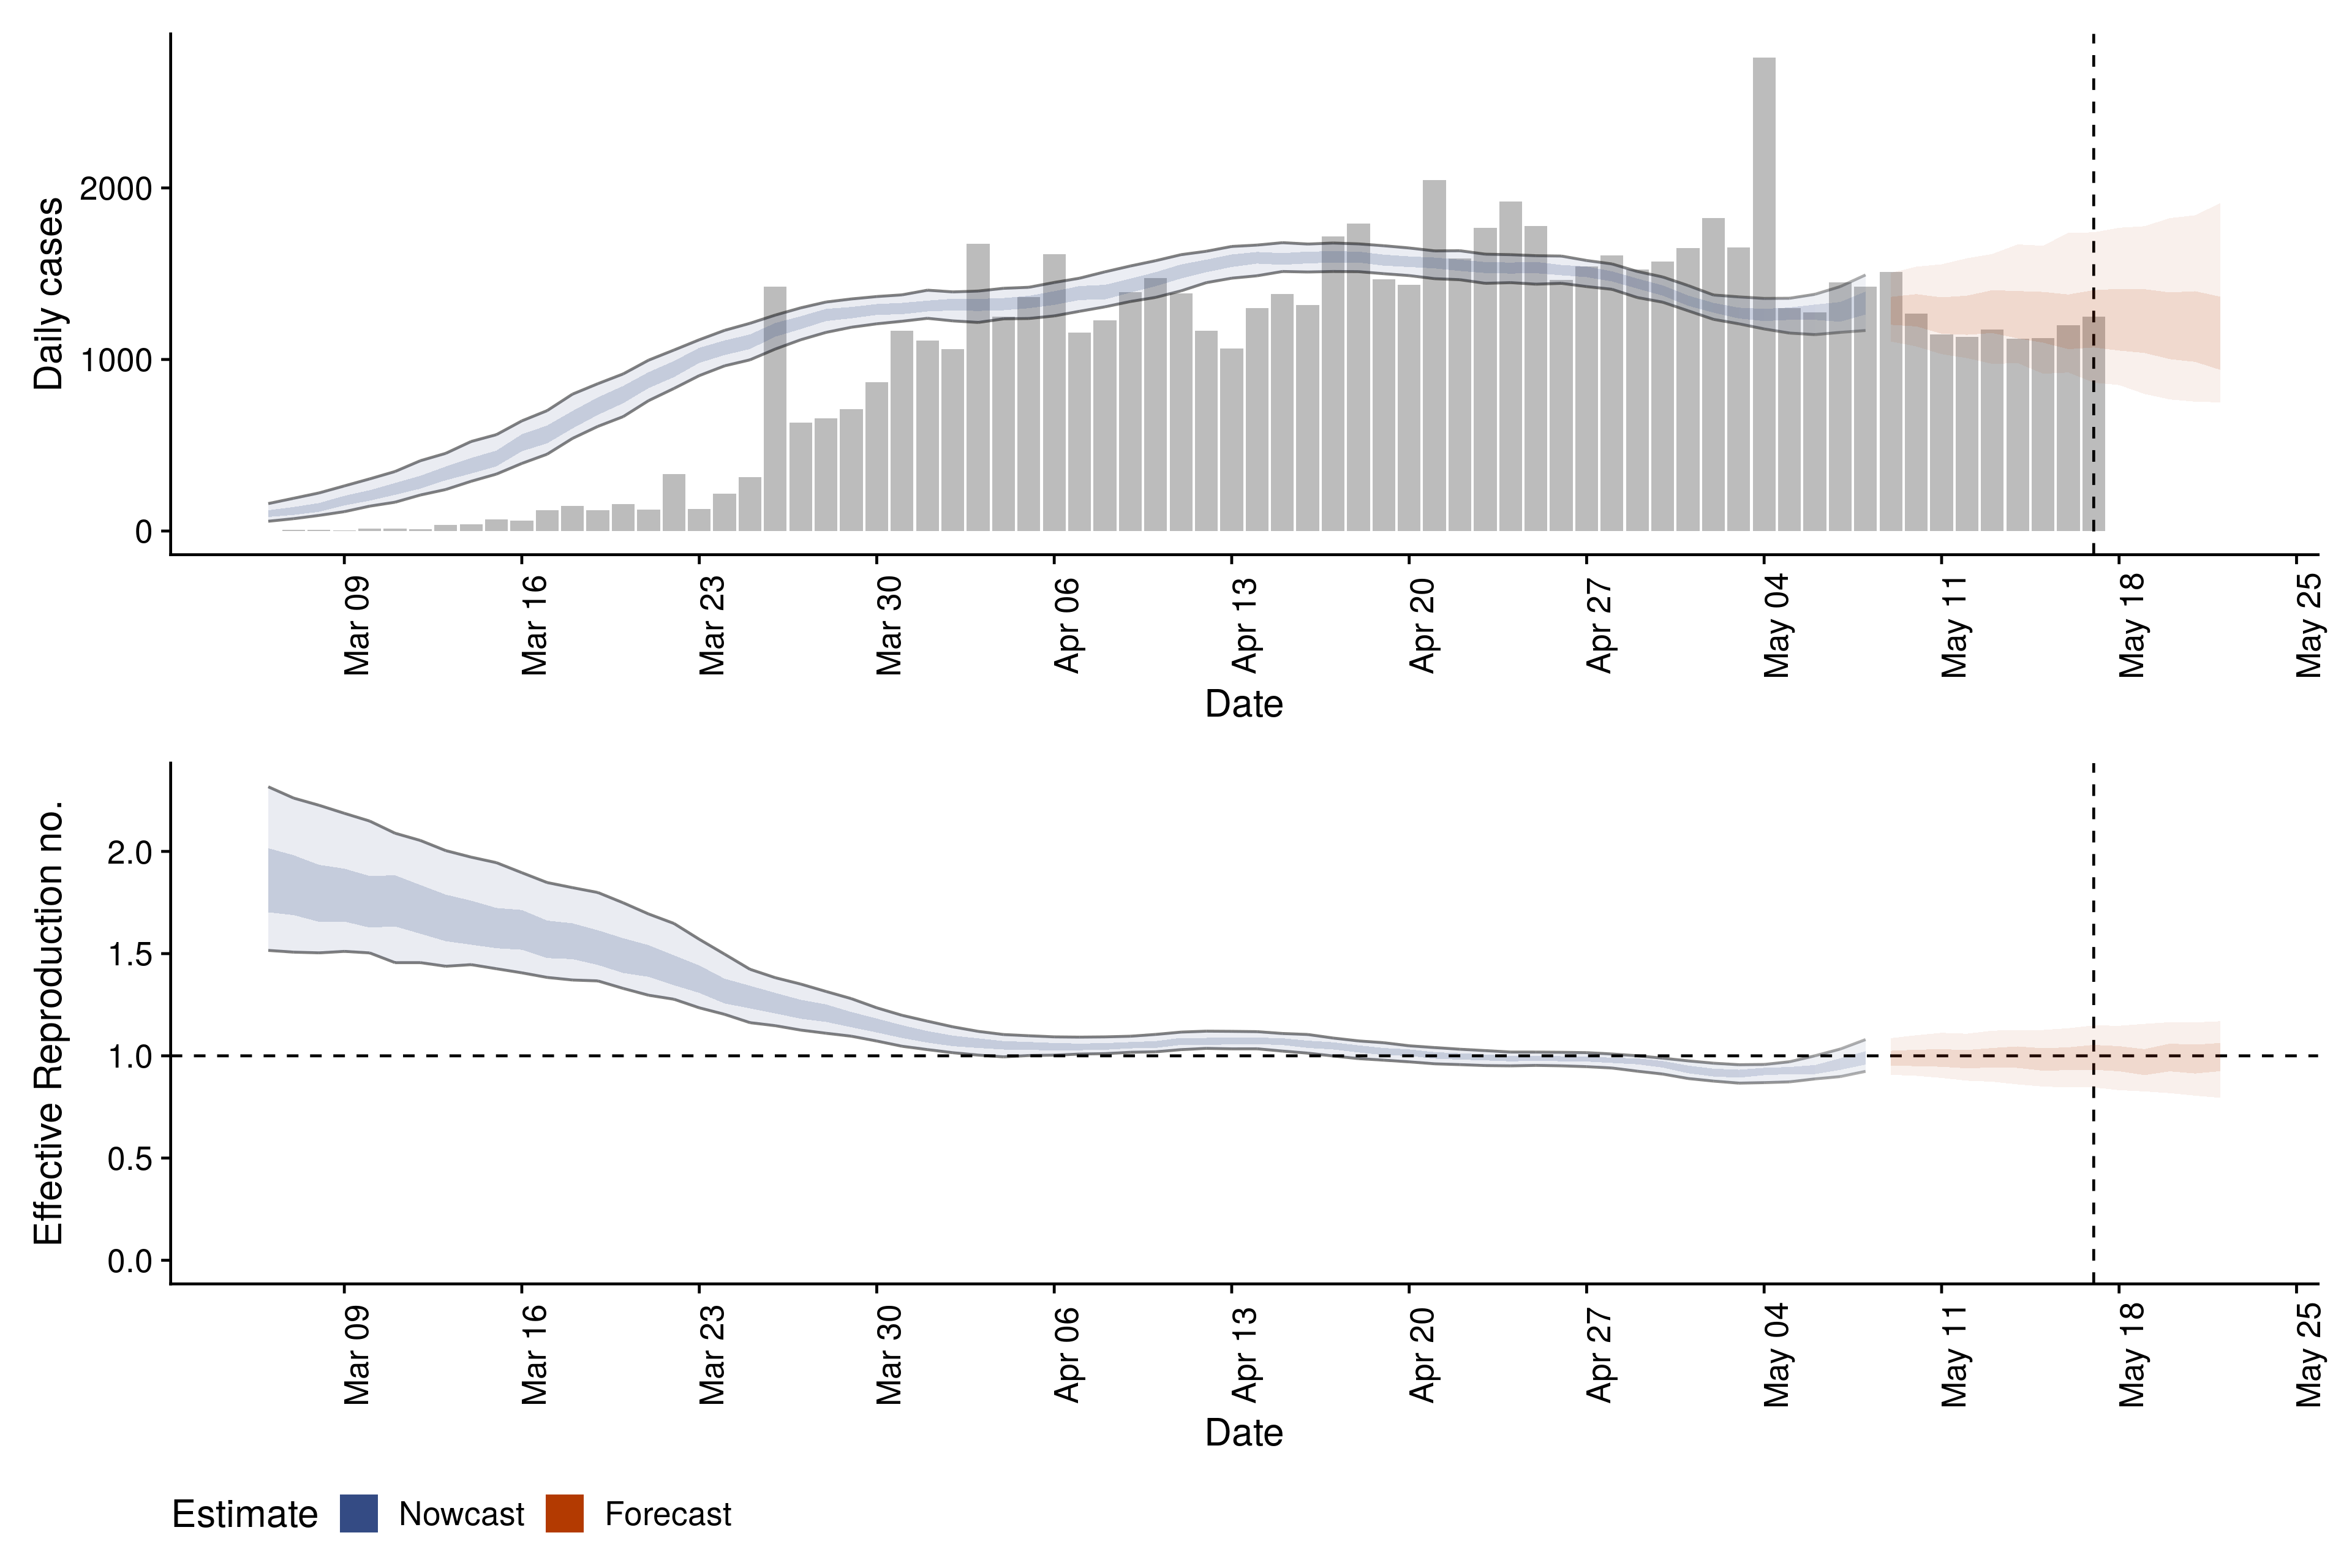 Daily cases
2000
1000
0
Mar 09
Mar 16
Mar 23
Mar 30
Apr 06
Apr 13
Apr 20
Apr 27
May 04
May 11
May 18
May 25
Date
Effective Reproduction no.
2.0
1.5
1.0
0.5
0.0
Mar 09
Mar 16
Mar 23
Mar 30
Apr 06
Apr 13
Apr 20
Apr 27
May 04
May 11
May 18
May 25
Date
Estimate Nowcast Forecast